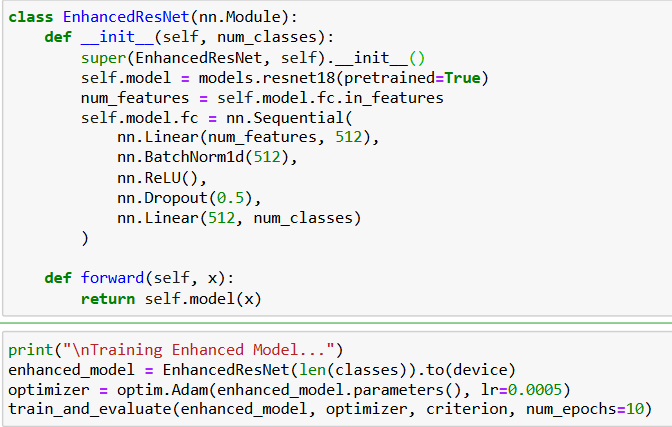 class EnhancedResNet(nn.Module):
    def __init__(self, num_classes):
        super(EnhancedResNet, self).__init__()
        self.model = models.resnet18(pretrained=True)
        num_features = self.model.fc.in_features
        self.model.fc = nn.Sequential(
            nn.Linear(num_features, 512),
            nn.BatchNorm1d(512),
            nn.ReLU(),
            nn.Dropout(0.5),
            nn.Linear(512, num_classes)
        )
    def forward(self, x):
        return self.model(x)
print("\nTraining Enhanced Model...")
enhanced_model = EnhancedResNet(len(classes)).to(device)
optimizer = optim.Adam(enhanced_model.parameters(), lr=0.0005)
train_and_evaluate(enhanced_model, optimizer, criterion, num_epochs=10)